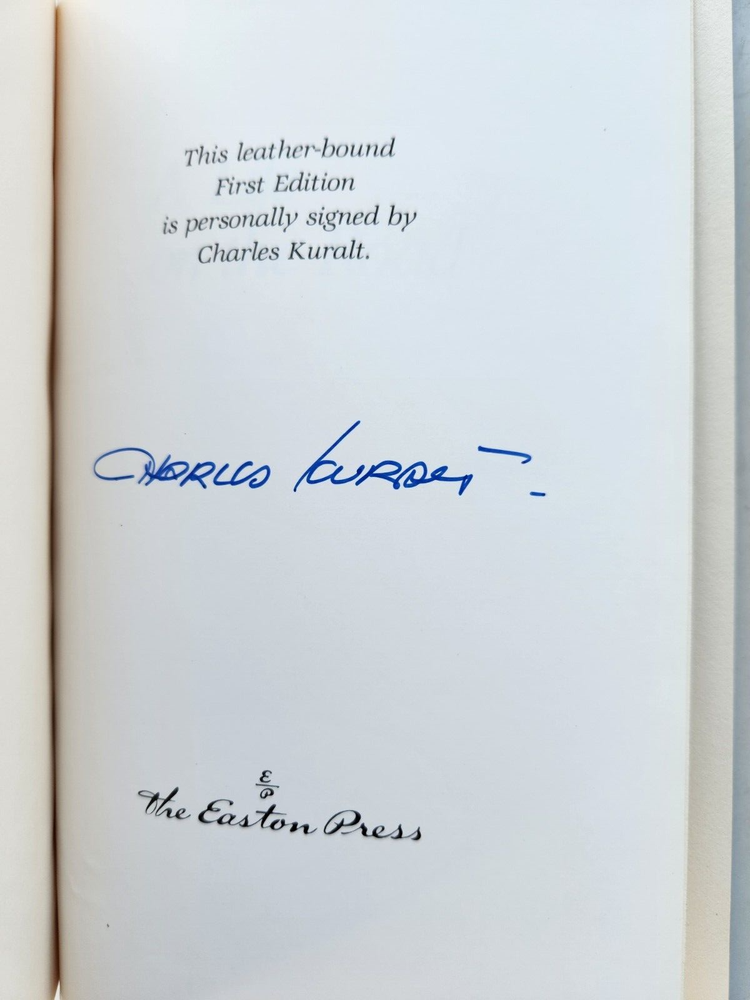 This leather-bound
First Edition
is personally signed by
Charles Kuralt.
CHARLES KURALT
E
P
the Easton Press